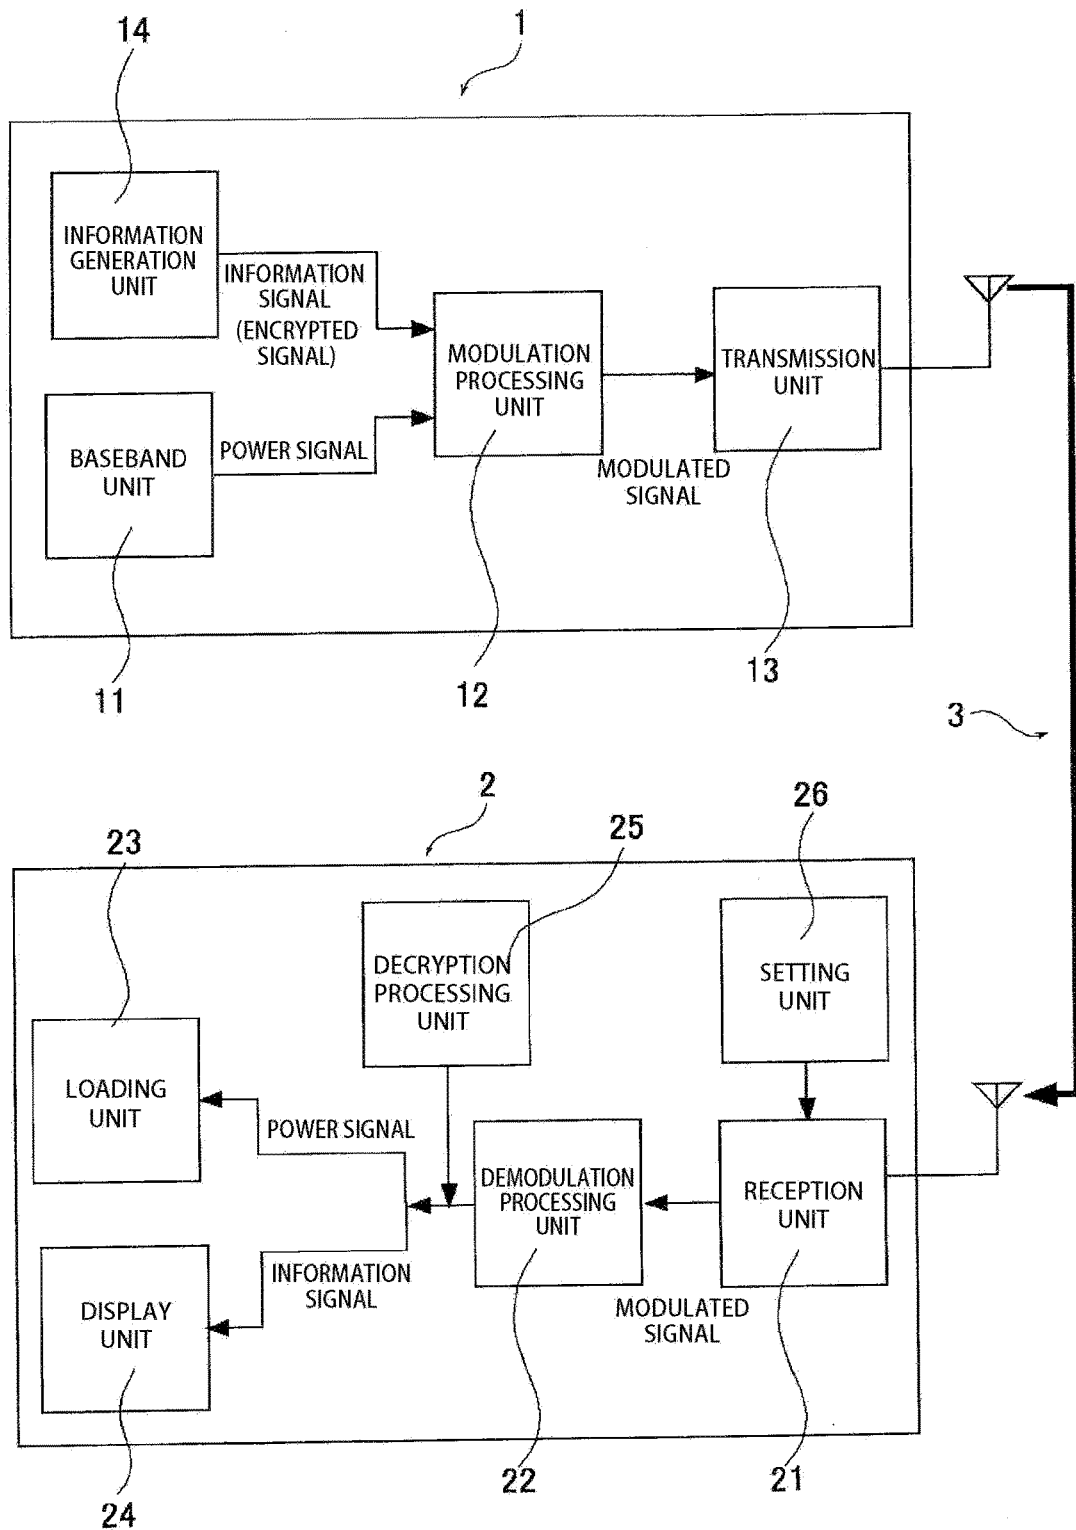 14
1
INFORMATION
GENERATION
UNIT
INFORMATION
SIGNAL
(ENCRYPTED
SIGNAL)
MODULATION
PROCESSING
UNIT
TRANSMISSION
UNIT
BASEBAND
UNIT
POWER SIGNAL
MODULATED
SIGNAL
11
12
13
3
2
23
25
26
DECRYPTION
PROCESSING
UNIT
SETTING
UNIT
LOADING
UNIT
POWER SIGNAL
DEMODULATION
PROCESSING
UNIT
RECEPTION
UNIT
INFORMATION
SIGNAL
DISPLAY
UNIT
MODULATED
SIGNAL
24
22
21